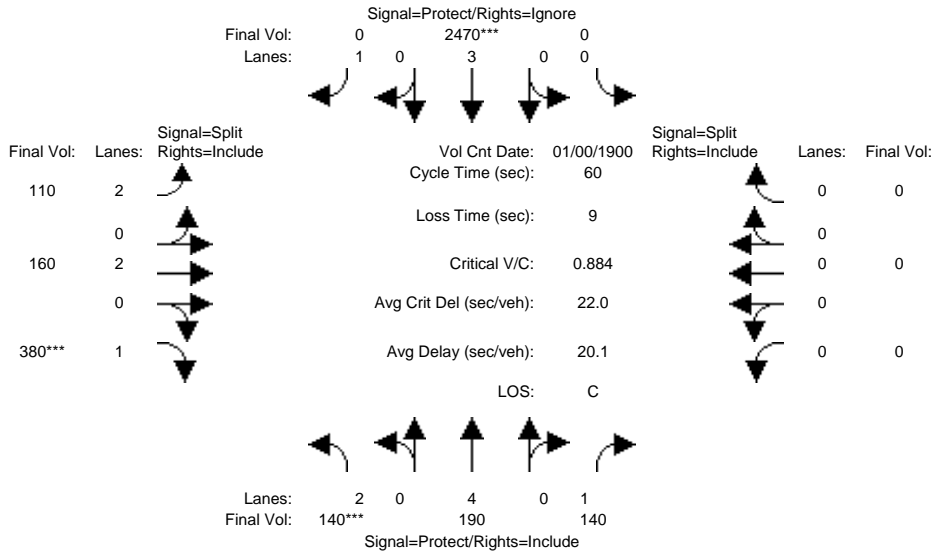 Signal=Protect/Rights=Ignore
Final Vol: 0 2470*** 0
Lanes: 1 0 3 0 0
Signal=Split Signal=Split
Final Vol: Lanes: Rights=Include Vol Cnt Date: 01/00/1900 Rights=Include Lanes: Final Vol:
Cycle Time (sec): 60
110 2 0 0
Loss Time (sec): 9
0 0
160 2 Critical V/C: 0.884 0 0
0 Avg Crit Del (sec/veh): 22.0 0
380*** 1 Avg Delay (sec/veh): 20.1 0 0
LOS: C
Lanes: 2 0 4 0 1
Final Vol: 140*** 190 140
Signal=Protect/Rights=Include